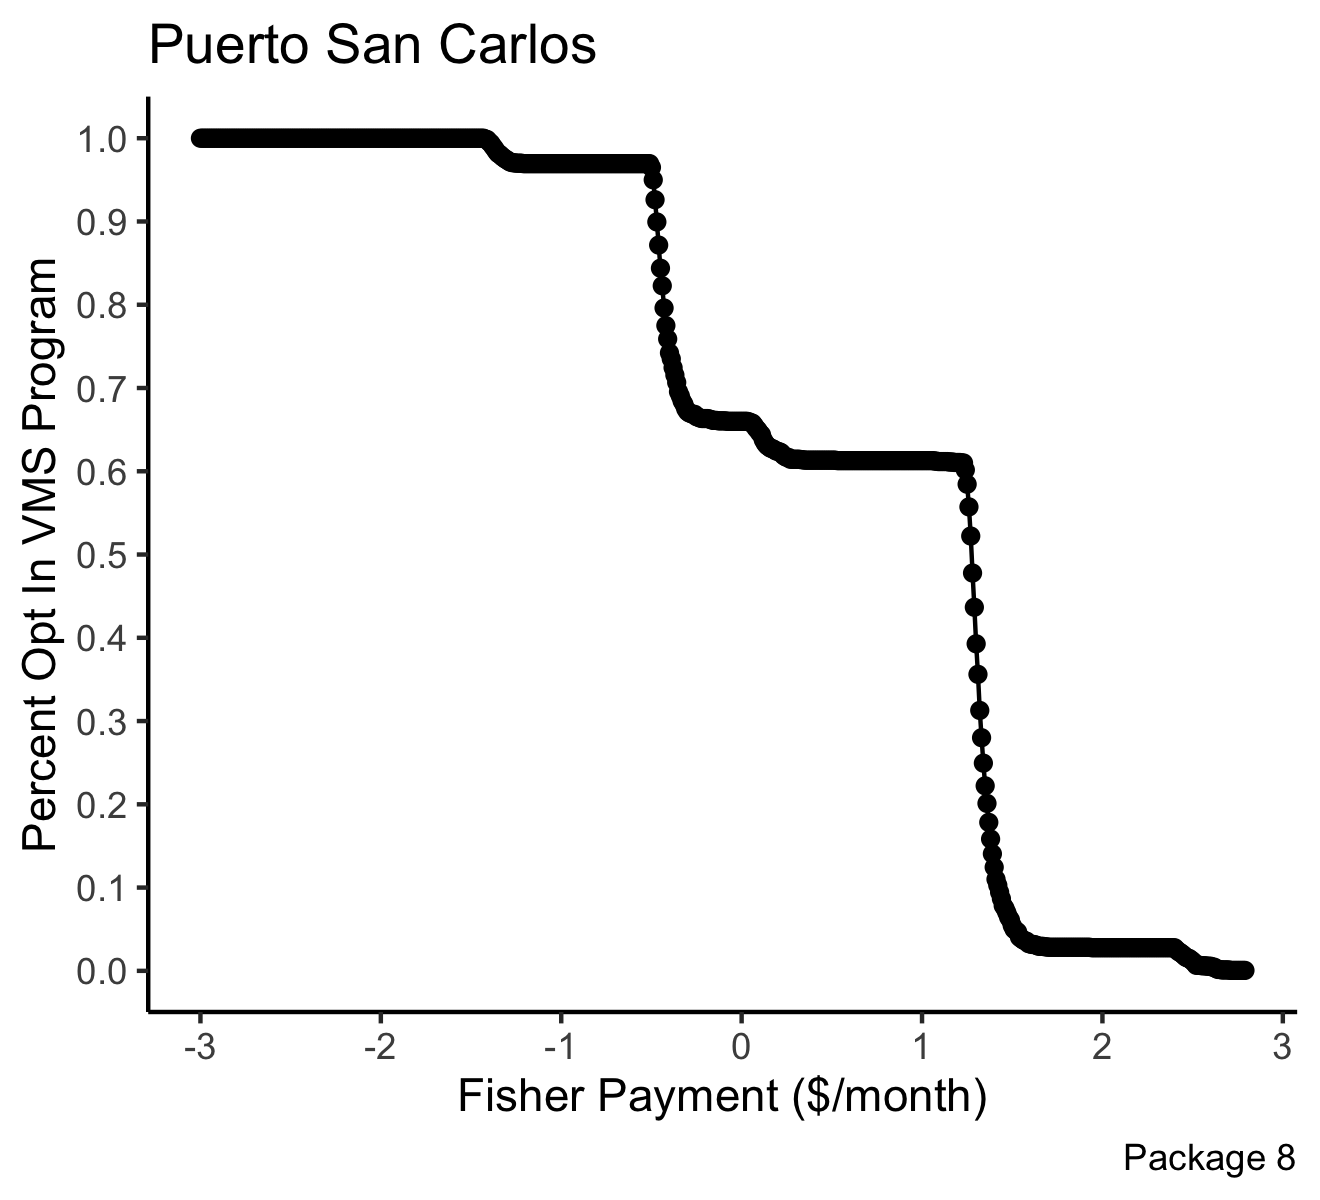 Puerto San Carlos
Percent Opt In VMS Program
1.0
0.9
0.8
0.7
0.6
0.5
0.4
0.3
0.2
0.1
0.0
-3 -2 -1 0 1 2 3
Fisher Payment ($/month)
Package 8